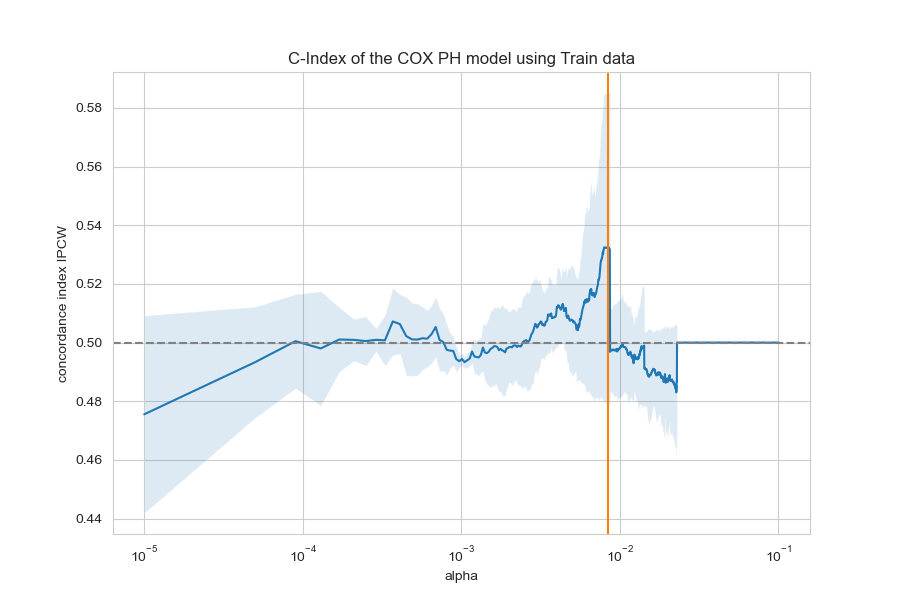 C-Index of the COX PH model using Train data
concordance index IPCW
0.58
0.56
0.54
0.52
0.50
0.48
0.46
0.44
10⁻⁵ 10⁻⁴ 10⁻³ 10⁻² 10⁻¹
alpha